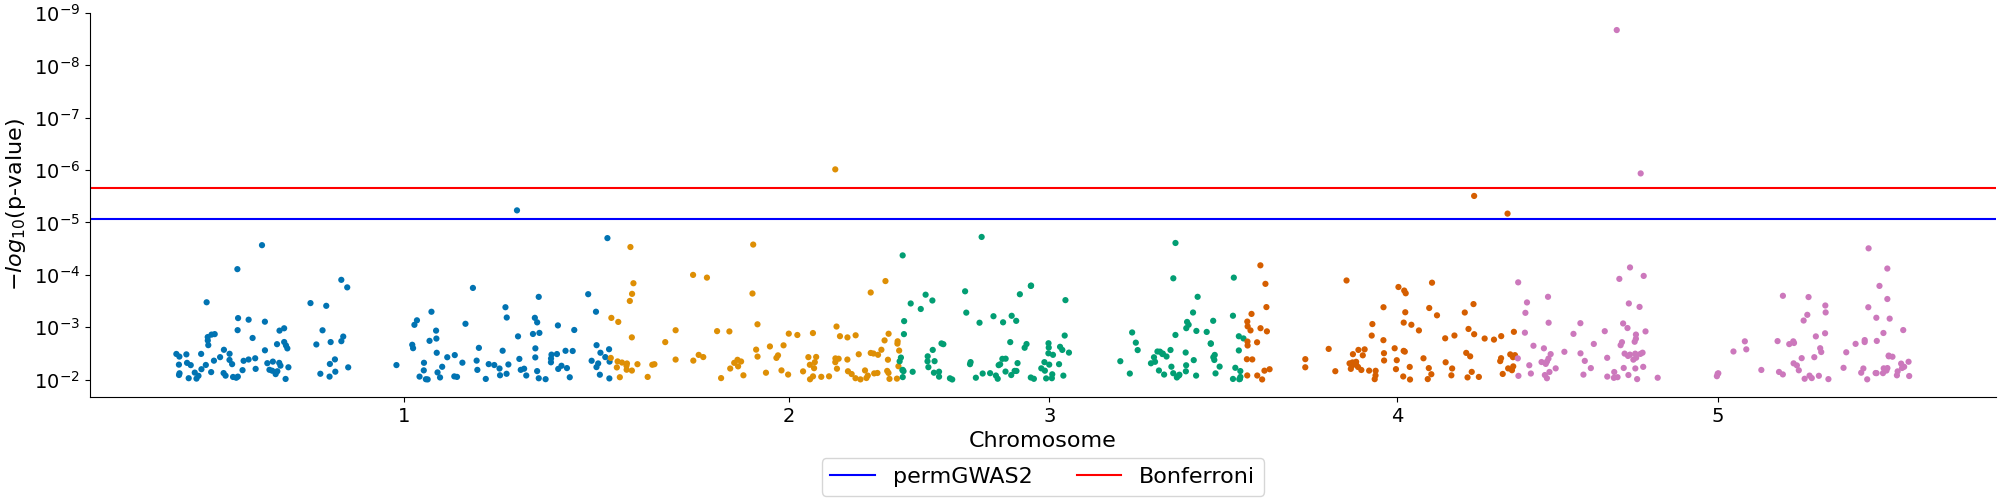 10⁻⁹
10⁻⁸
10⁻⁷
10⁻⁶
10⁻⁵
10⁻⁴
10⁻³
10⁻²
−log₁₀(p-value)
1 2 3 4 5
Chromosome
permGWAS2 Bonferroni